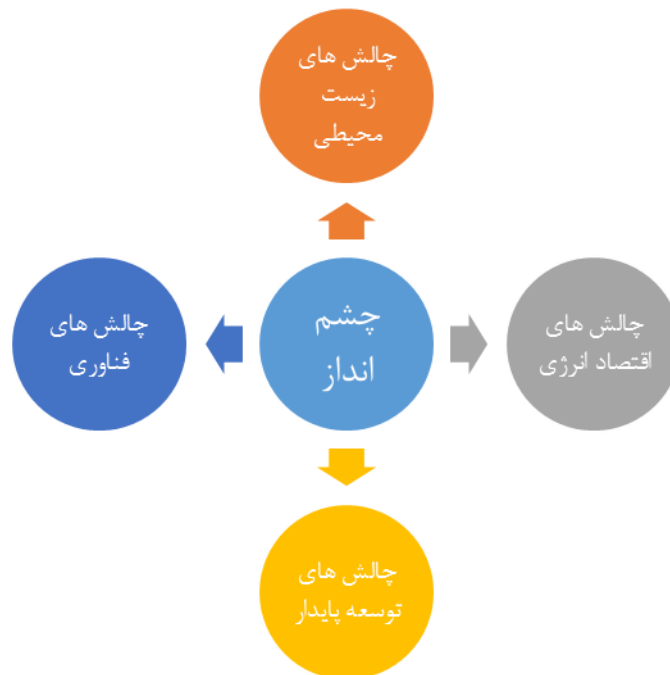 چالش های
زیست
محیطی
چشم
انداز
چالش های
اقتصاد انرژی
چالش های
فناوری
چالش های
توسعه پایدار